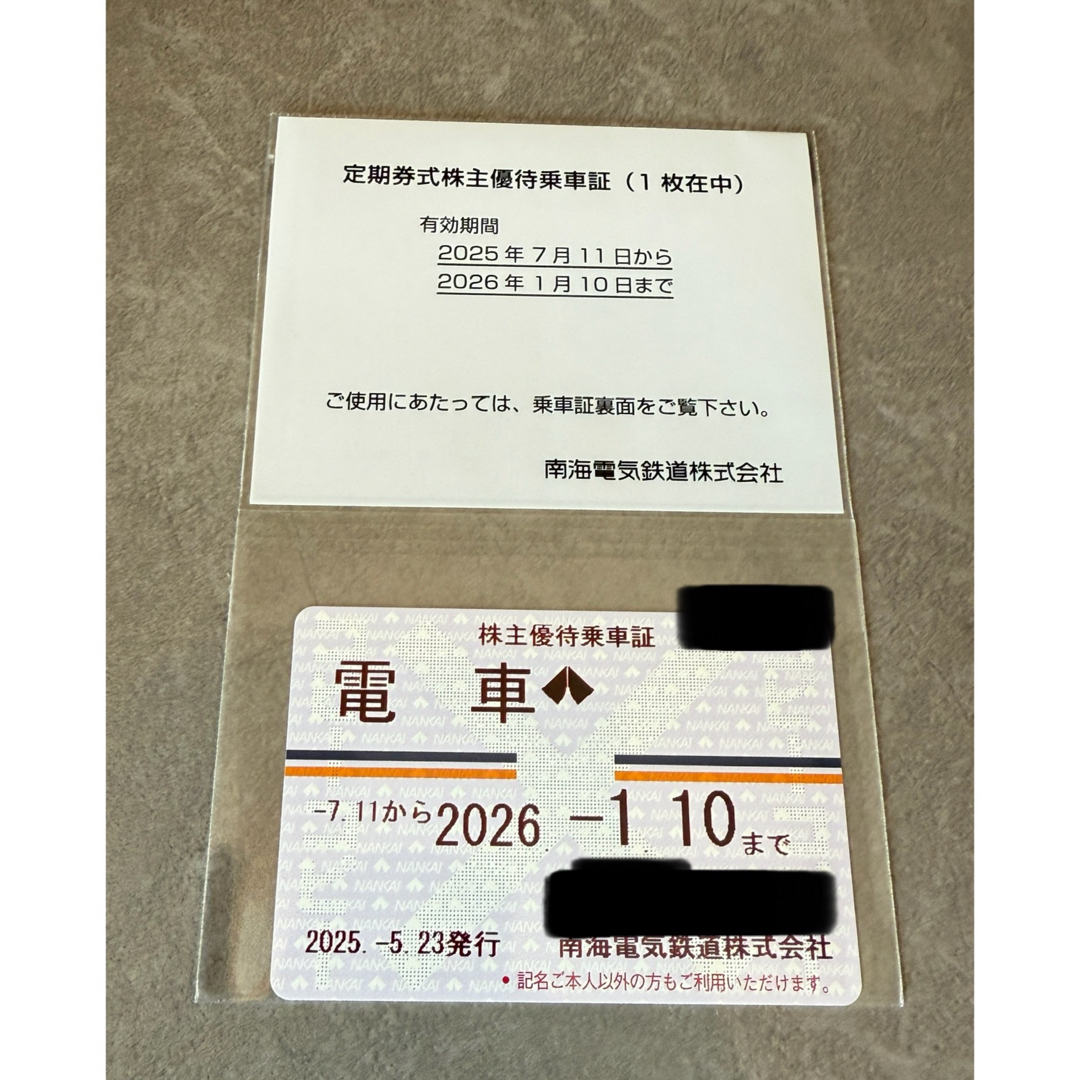 定期券式株主優待乗車証(1枚在中)
有効期間
2025年7月11日から
2026年1月10日まで
ご使用にあたっては、乗車証裏面をご覧下さい。
南海電気鉄道株式会社
株主優待乗車証
電 車
-7.11から2026 -1 10まで
2025.-5.23発行 南海電気鉄道株式会社
・記名ご本人以外の方もご利用いただけます。